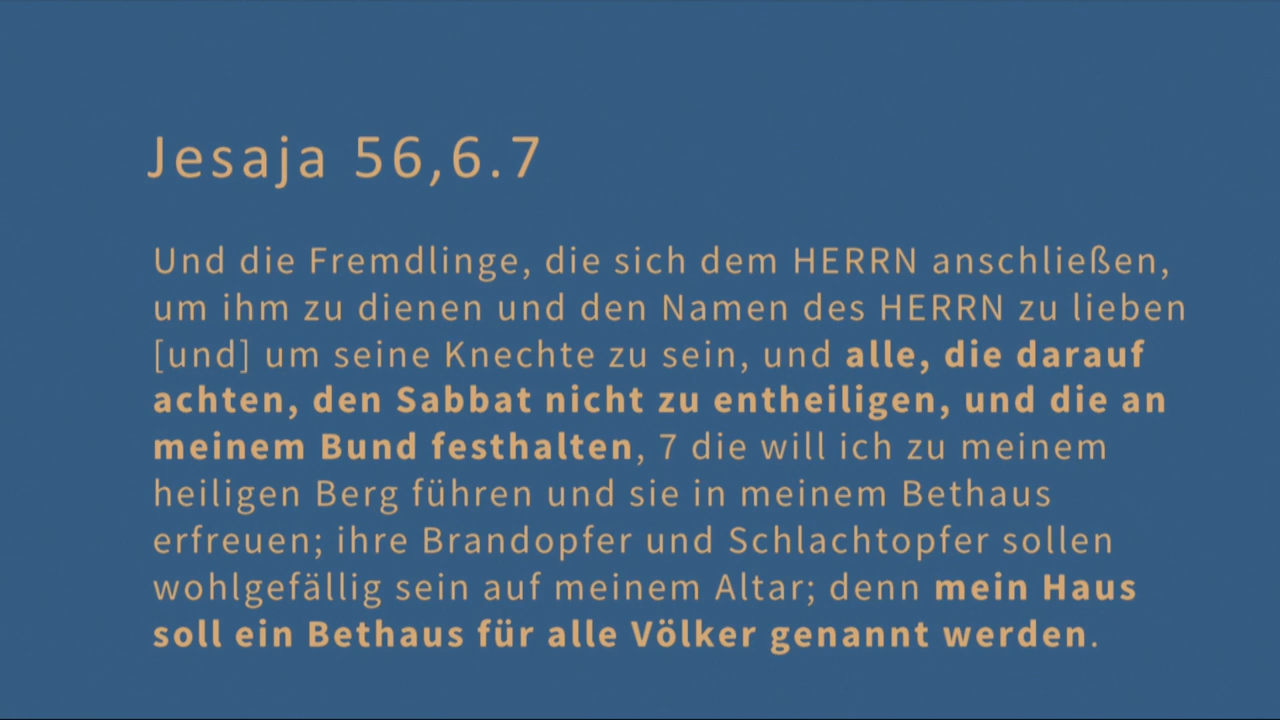 Jesaja 56,6.7
Und die Fremdlinge, die sich dem HERRN anschließen,
um ihm zu dienen und den Namen des HERRN zu lieben
[und] um seine Knechte zu sein, und alle, die darauf
achten, den Sabbat nicht zu entheiligen, und die an
meinem Bund festhalten, 7 die will ich zu meinem
heiligen Berg führen und sie in meinem Bethaus
erfreuen; ihre Brandopfer und Schlachtopfer sollen
wohlgefällig sein auf meinem Altar; denn mein Haus
soll ein Bethaus für alle Völker genannt werden.